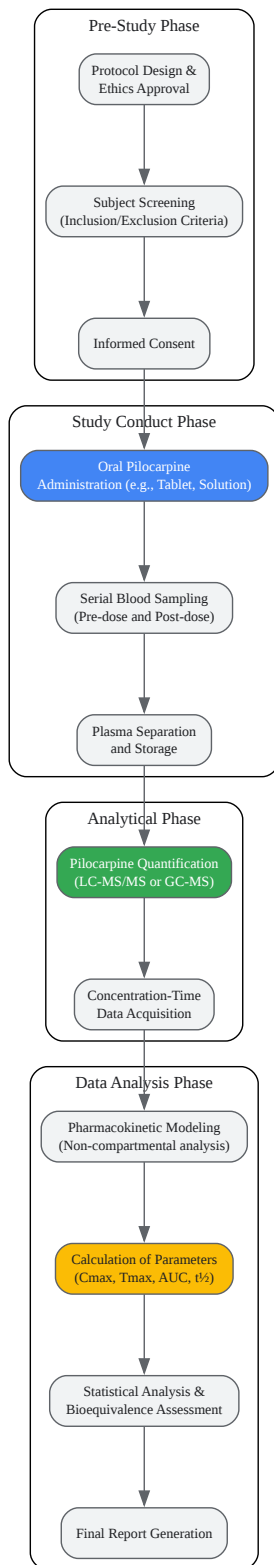 Pre-Study Phase
Protocol Design &
Ethics Approval
Subject Screening
(Inclusion/Exclusion Criteria)
Informed Consent
Study Conduct Phase
Oral Pilocarpine
Administration (e.g., Tablet, Solution)
Serial Blood Sampling
(Pre-dose and Post-dose)
Plasma Separation
and Storage
Analytical Phase
Pilocarpine Quantification
(LC-MS/MS or GC-MS)
Concentration-Time
Data Acquisition
Data Analysis Phase
Pharmacokinetic Modeling
(Non-compartmental analysis)
Calculation of Parameters
(Cmax, Tmax, AUC, t½)
Statistical Analysis &
Bioequivalence Assessment
Final Report Generation